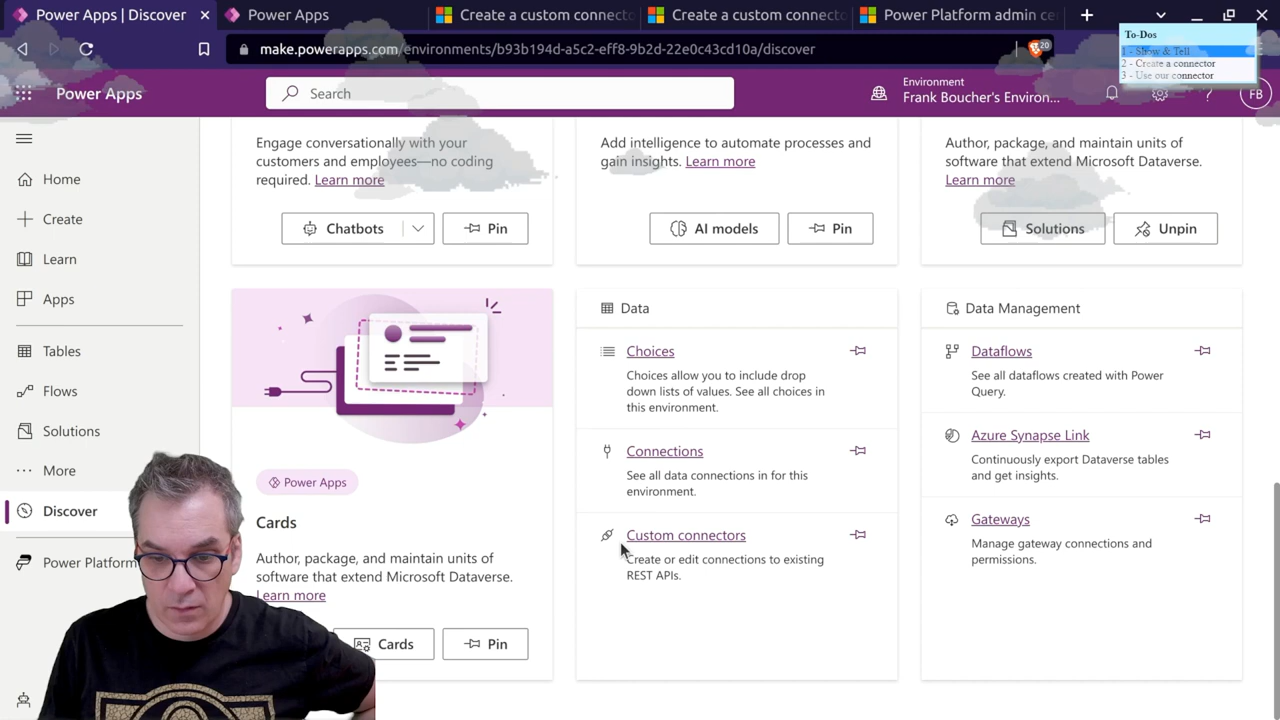 Power Apps | Discover
Power Apps
Create a custom connecto
Create a custom connecto
Power Platform admin ce
make.powerapps.com/environments/b93b194d-a5c2-eff8-9b2d-22e0c43cd10a/discover
20
To-Dos
1 - Show & Tell
2 - Create a connector
3 - Use our connector
Power Apps
Search
Environment
Frank Boucher's Environ...
FB
Home
Create
Learn
Apps
Tables
Flows
Solutions
More
Discover
Power Platform
Engage conversationally with your
customers and employees—no coding
required. Learn more
Chatbots
Pin
Add intelligence to automate processes and
gain insights. Learn more
AI models
Pin
Author, package, and maintain units of
software that extend Microsoft Dataverse.
Learn more
Solutions
Unpin
Power Apps
Cards
Author, package, and maintain units of
software that extend Microsoft Dataverse.
Learn more
Cards
Pin
Data
Choices
Choices allow you to include drop
down lists of values. See all choices in
this environment.
Connections
See all data connections in for this
environment.
Custom connectors
Create or edit connections to existing
REST APIs.
Data Management
Dataflows
See all dataflows created with Power
Query.
Azure Synapse Link
Continuously export Dataverse tables
and get insights.
Gateways
Manage gateway connections and
permissions.